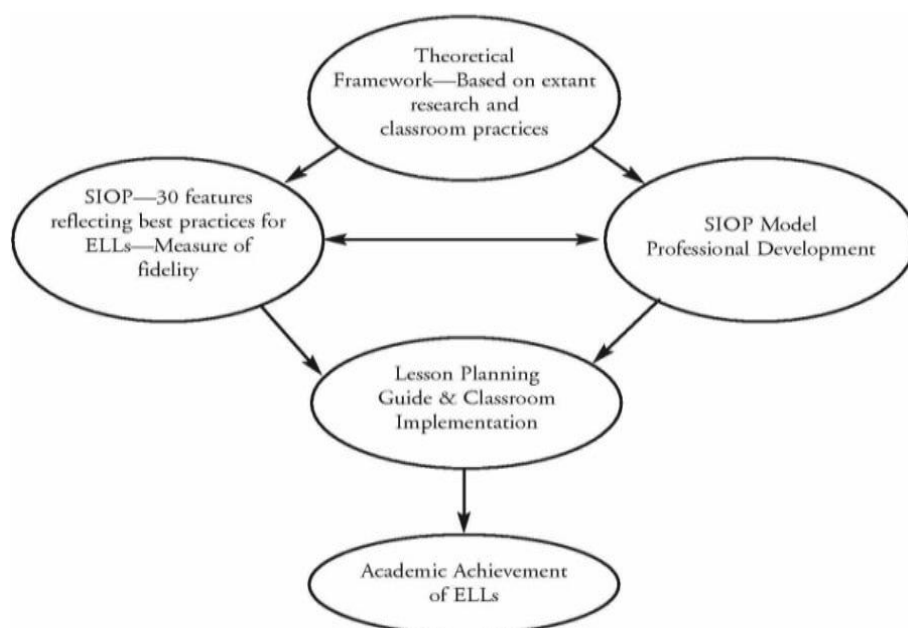 Theoretical
Framework—Based on extant
research and
classroom practices
SIOP—30 features
reflecting best practices for
ELLs—Measure of
fidelity
SIOP Model
Professional Development
Lesson Planning
Guide & Classroom
Implementation
Academic Achievement
of ELLs